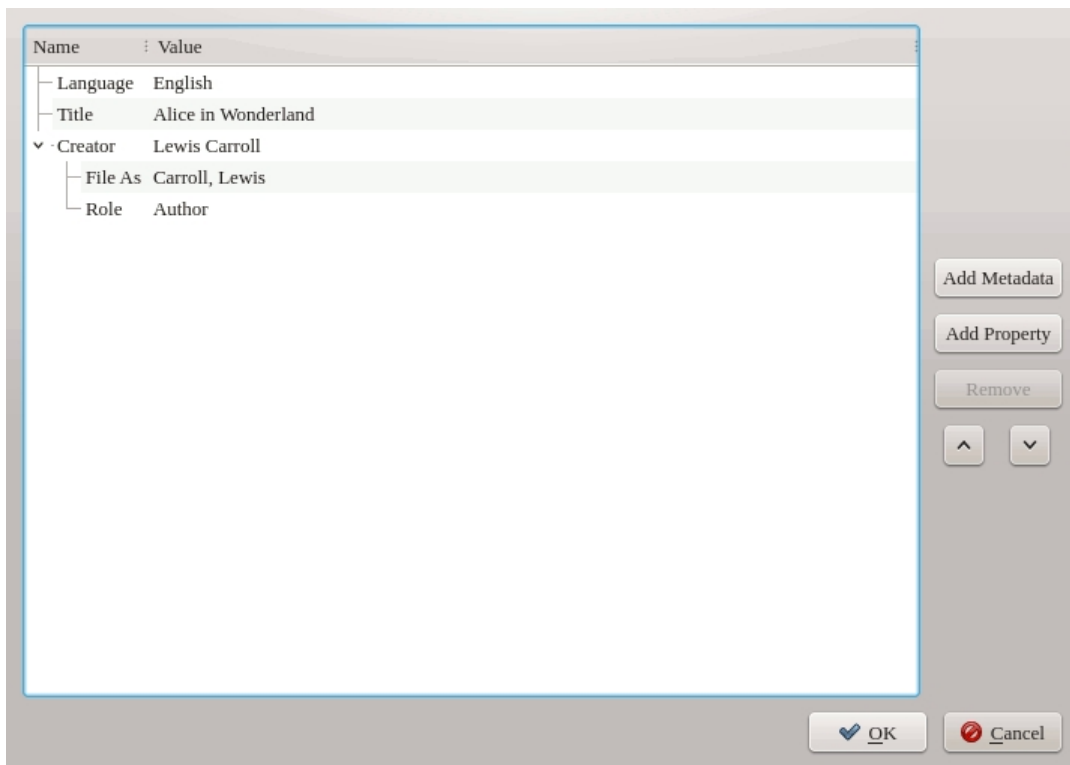 Name Value
Language English
Title Alice in Wonderland
Creator Lewis Carroll
File As Carroll, Lewis
Role Author
Add Metadata
Add Property
Remove
OK Cancel